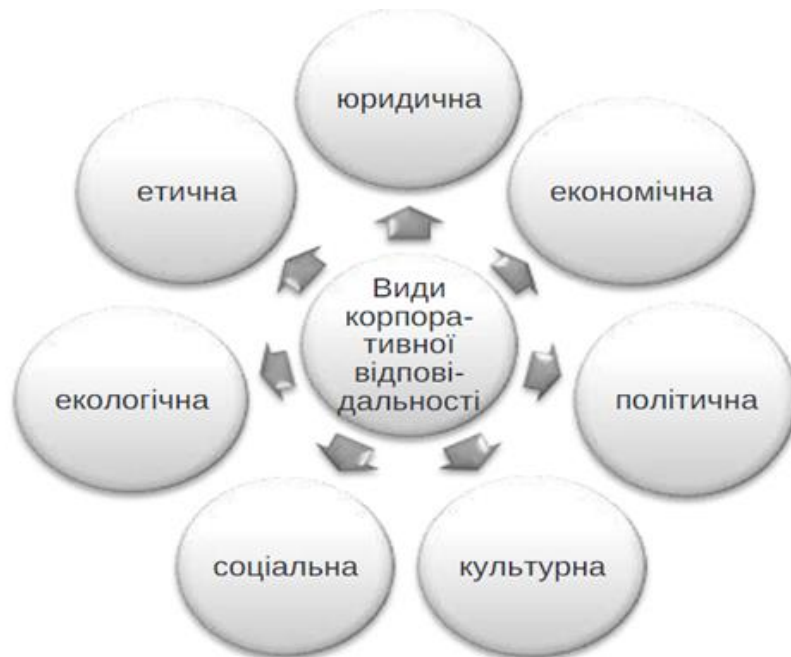 юридична
етична
економічна
Види
корпора-
тивної
відпові-
дальності
екологічна
політична
соціальна
культурна